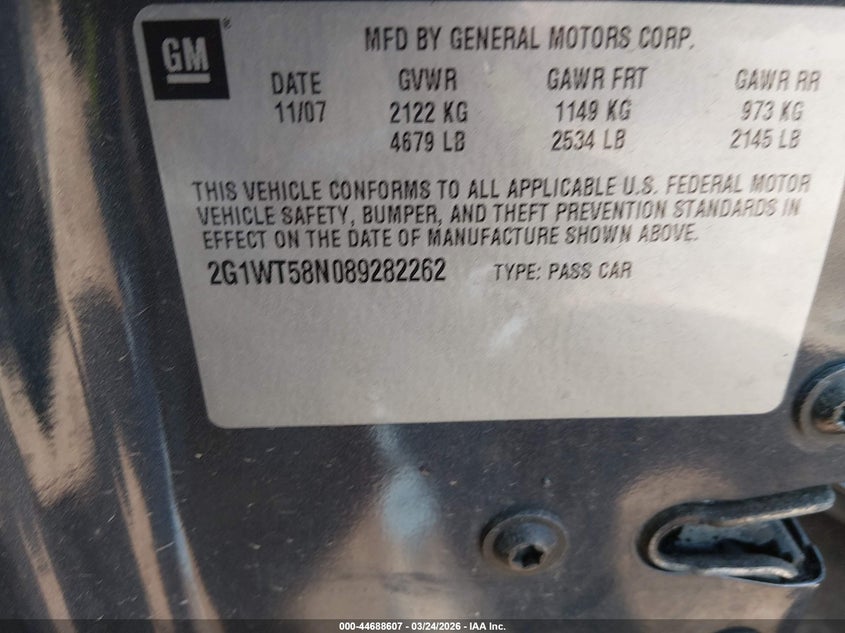 GM®
MFD BY GENERAL MOTORS CORP.
DATE GVWR GAWR FRT GAWR RR
11/07 2122 KG 1149 KG 973 KG
4679 LB 2534 LB 2145 LB
THIS VEHICLE CONFORMS TO ALL APPLICABLE U.S. FEDERAL MOTOR
VEHICLE SAFETY, BUMPER, AND THEFT PREVENTION STANDARDS IN
EFFECT ON THE DATE OF MANUFACTURE SHOWN ABOVE.
2G1WT58N089282262 TYPE: PASS CAR
000-44688607 — 03/24/2026 — IAA Inc.